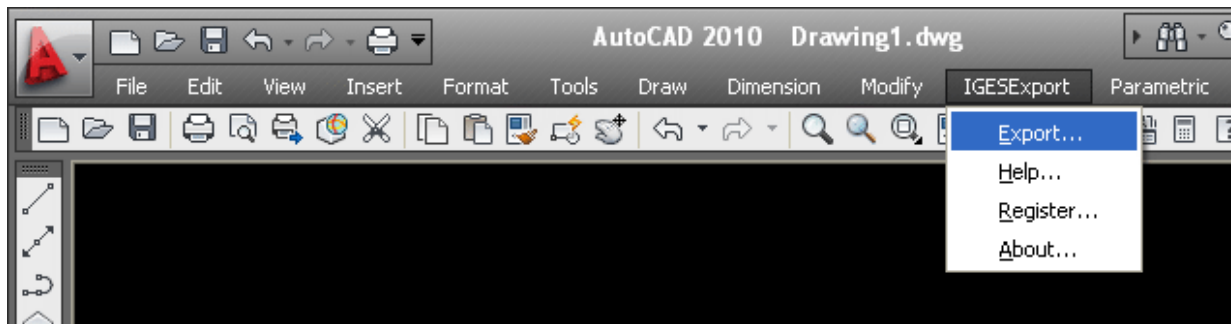 AutoCAD 2010 Drawing1.dwg
File Edit View Insert Format Tools Draw Dimension Modify IGESExport Parametric
Export...
Help...
Register...
About...